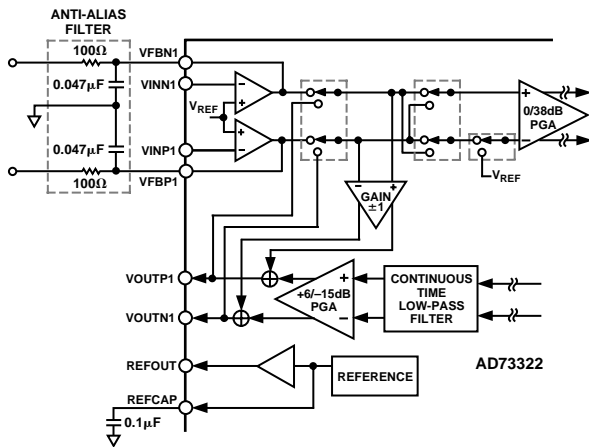 ANTI-ALIAS
FILTER
100Ω
VFBN1
0.047μF
VINN1
VREF
0.047μF
VINP1
100Ω
VFBP1
0/38dB
PGA
VREF
GAIN
±1
VOUTP1
+6/–15dB
PGA
CONTINUOUS
TIME
LOW-PASS
FILTER
VOUTN1
AD73322
REFOUT
REFERENCE
REFCAP
0.1μF